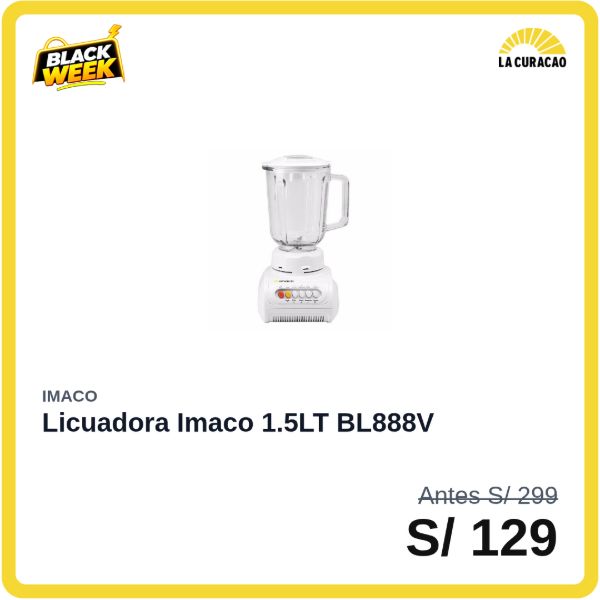 BLACK
WEEK
LA CURACAO
IMACO
Licuadora Imaco 1.5LT BL888V
Antes S/ 299
S/ 129